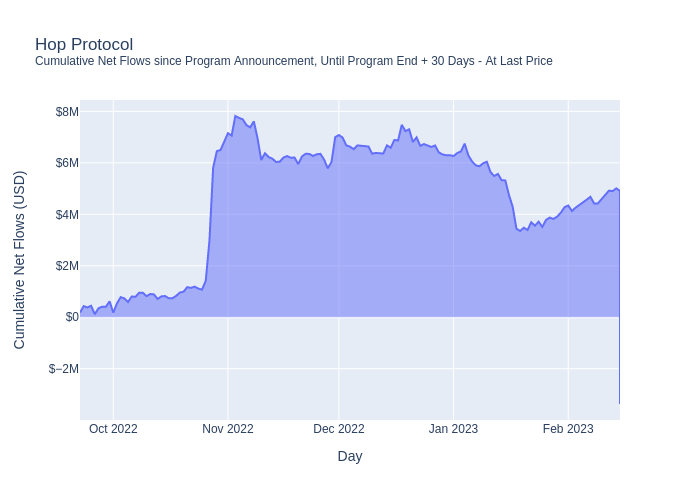 Hop Protocol
Cumulative Net Flows since Program Announcement, Until Program End + 30 Days - At Last Price
$8M
$6M
$4M
$2M
$0
$−2M
Cumulative Net Flows (USD)
Oct 2022
Nov 2022
Dec 2022
Jan 2023
Feb 2023
Day